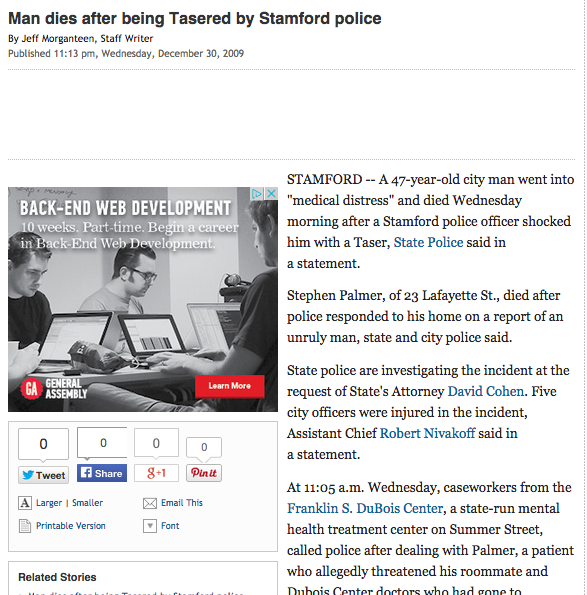 Man dies after being Tasered by Stamford police
By Jeff Morganteen, Staff Writer
Published 11:13 pm, Wednesday, December 30, 2009
BACK-END WEB DEVELOPMENT
10 weeks. Part-time. Begin a career
in Back-End Web Development.
GA GENERAL
ASSEMBLY
Learn More
0 0 0 0
Tweet Share g+1 Pin it
A Larger | Smaller Email This
Printable Version Font
Related Stories
STAMFORD -- A 47-year-old city man went into
"medical distress" and died Wednesday
morning after a Stamford police officer shocked
him with a Taser, State Police said in
a statement.
Stephen Palmer, of 23 Lafayette St., died after
police responded to his home on a report of an
unruly man, state and city police said.
State police are investigating the incident at the
request of State's Attorney David Cohen. Five
city officers were injured in the incident,
Assistant Chief Robert Nivakoff said in
a statement.
At 11:05 a.m. Wednesday, caseworkers from the
Franklin S. DuBois Center, a state-run mental
health treatment center on Summer Street,
called police after dealing with Palmer, a patient
who allegedly threatened his roommate and
Dubois Center doctors who had gone to